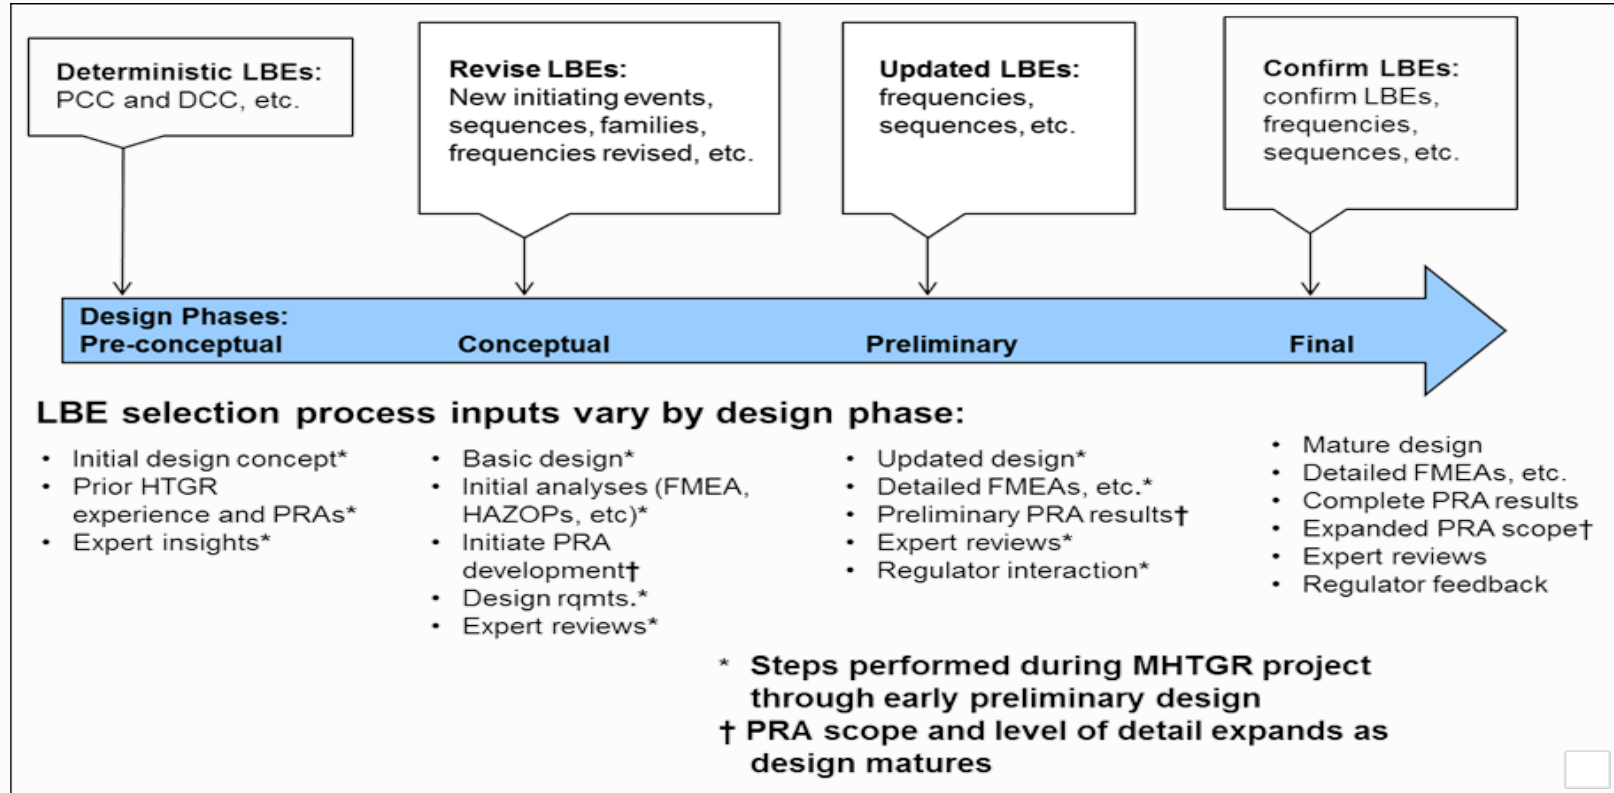 Deterministic LBEs:
PCC and DCC, etc.
Revise LBEs:
New initiating events,
sequences, families,
frequencies revised, etc.
Updated LBEs:
frequencies,
sequences, etc.
Confirm LBEs:
confirm LBEs,
frequencies,
sequences, etc.
Design Phases:
Pre-conceptual
Conceptual
Preliminary
Final
LBE selection process inputs vary by design phase:
• Initial design concept*
• Prior HTGR
experience and PRAs*
• Expert insights*
• Basic design*
• Initial analyses (FMEA,
HAZOPs, etc)*
• Initiate PRA
development†
• Design rqmts.*
• Expert reviews*
• Updated design*
• Detailed FMEAs, etc.*
• Preliminary PRA results†
• Expert reviews*
• Regulator interaction*
• Mature design
• Detailed FMEAs, etc.
• Complete PRA results
• Expanded PRA scope†
• Expert reviews
• Regulator feedback
* Steps performed during MHTGR project
through early preliminary design
† PRA scope and level of detail expands as
design matures